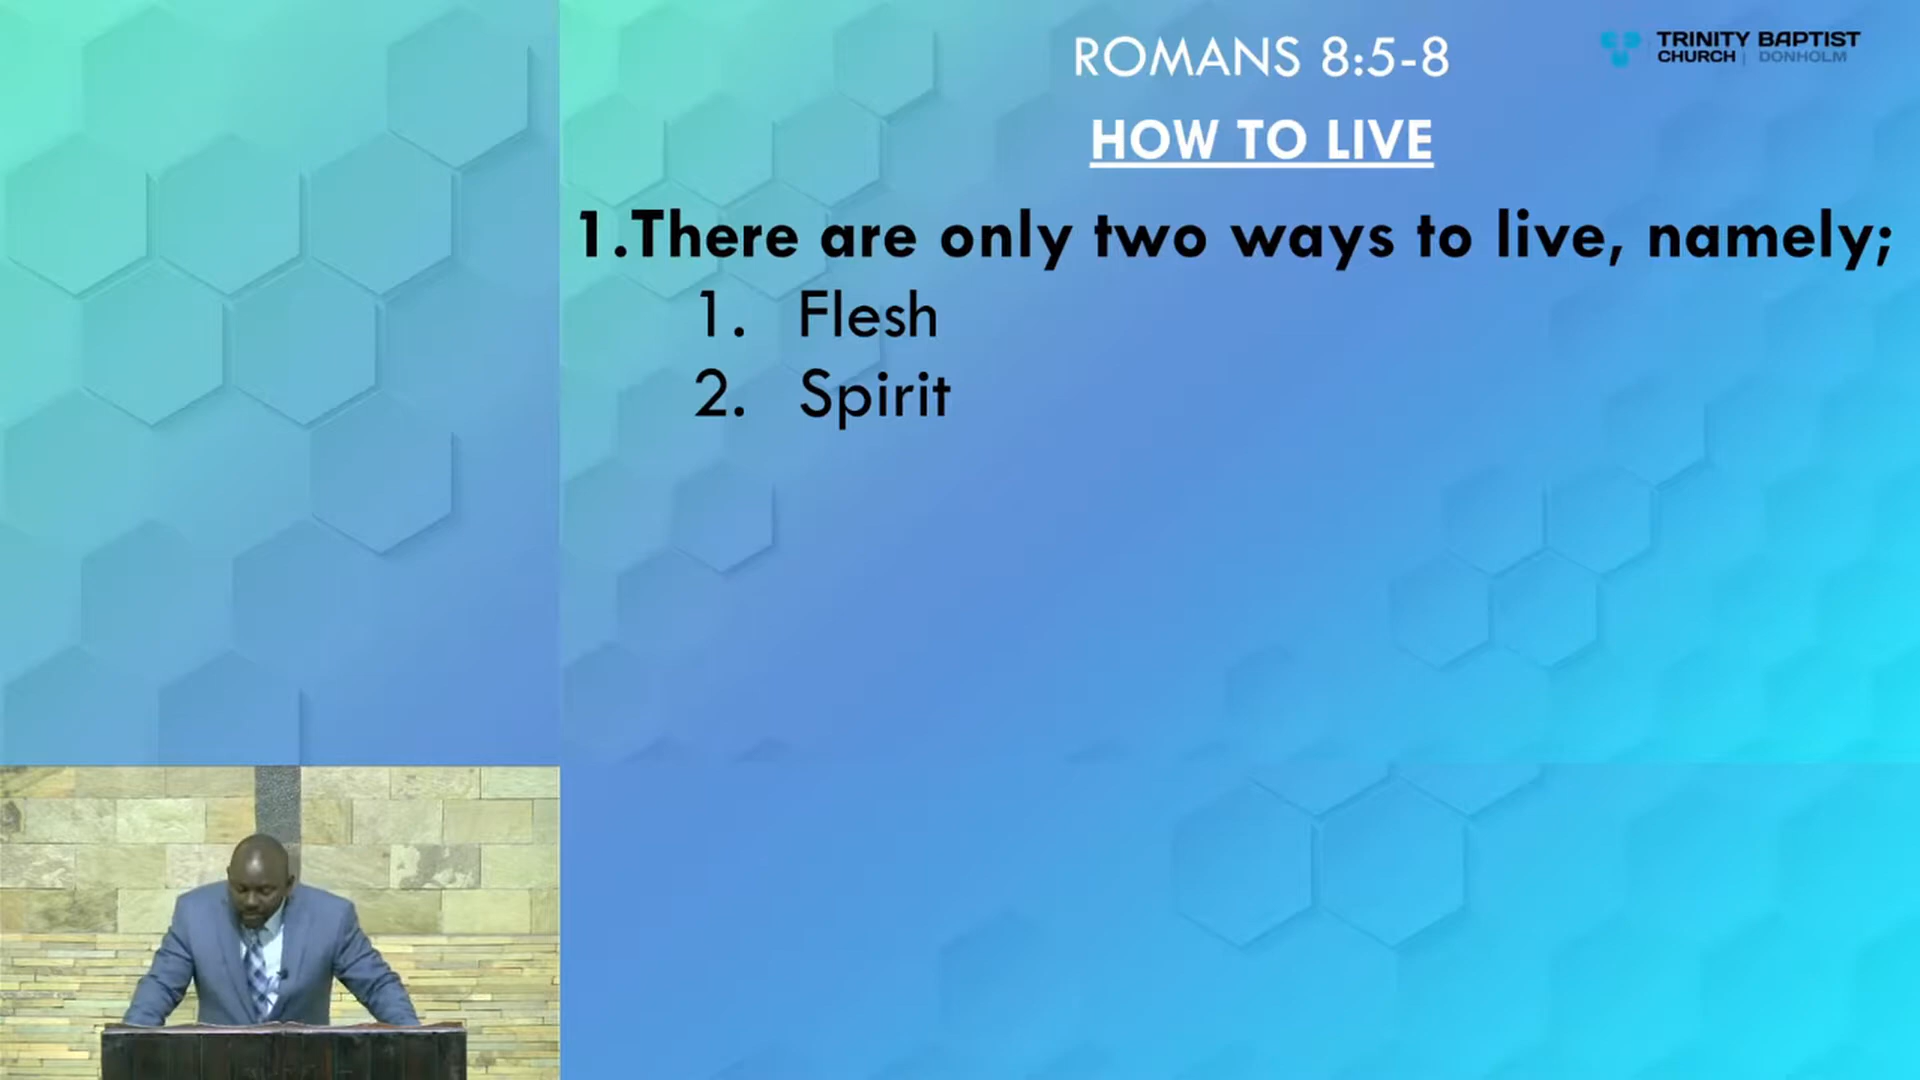 ROMANS 8:5-8
TRINITY BAPTIST
CHURCH | DONHOLM
HOW TO LIVE
1.There are only two ways to live, namely;
1. Flesh
2. Spirit